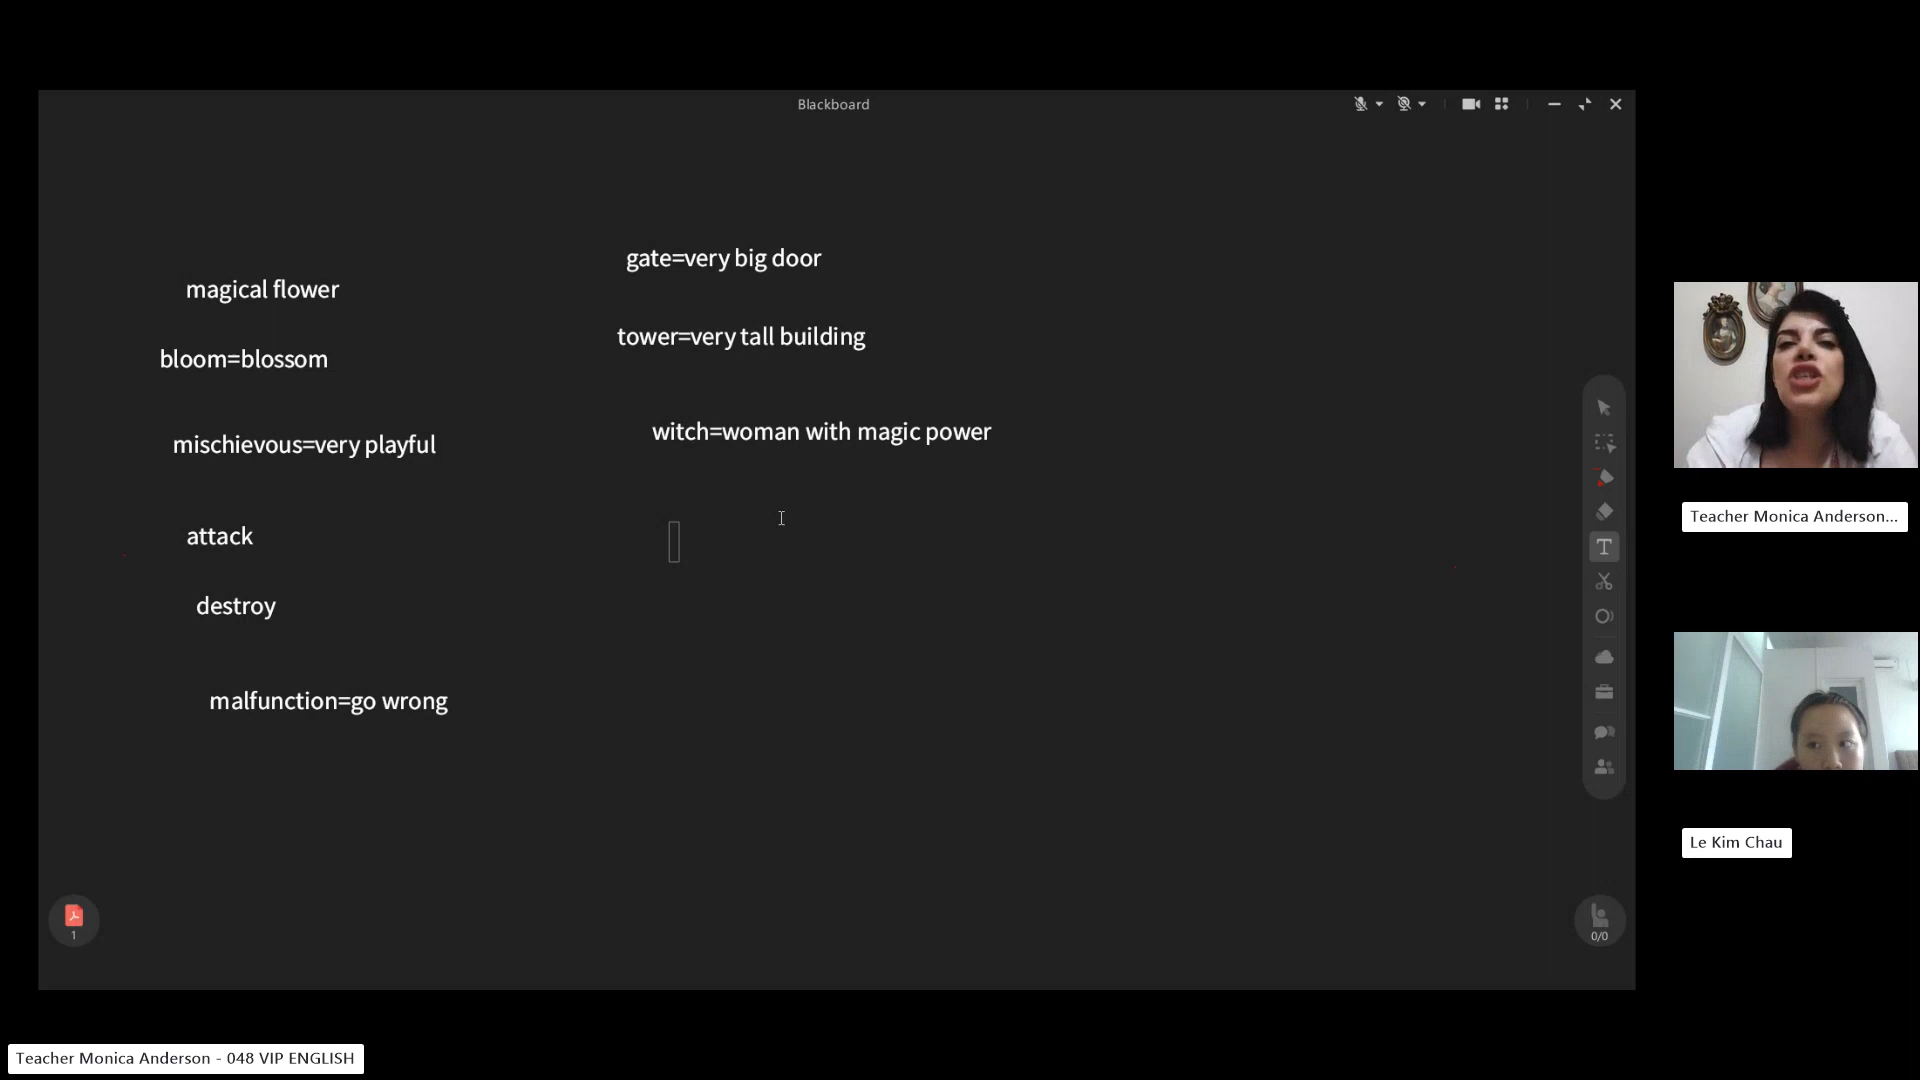 Blackboard
magical flower
bloom=blossom
mischievous=very playful
attack
destroy
malfunction=go wrong
gate=very big door
tower=very tall building
witch=woman with magic power
T
1
0/0
Teacher Monica Anderson...
Le Kim Chau
Teacher Monica Anderson - 048 VIP ENGLISH